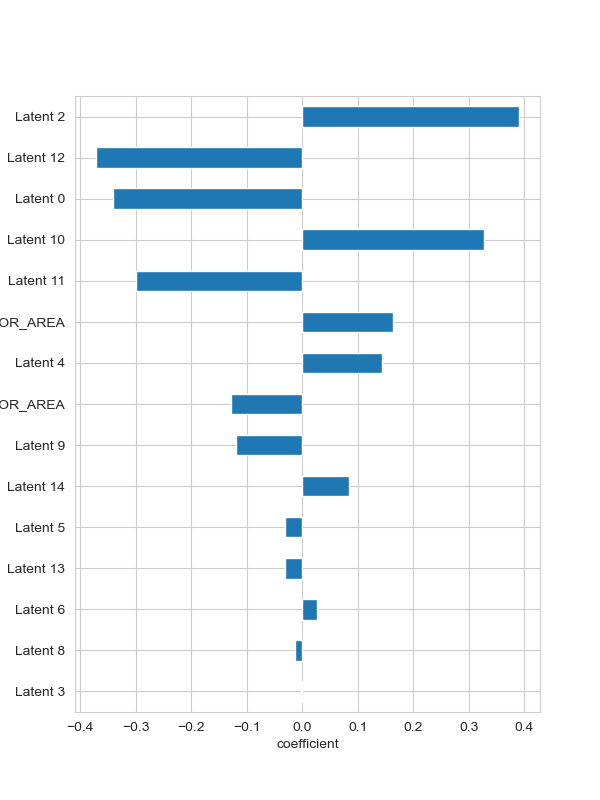 Latent 2
Latent 12
Latent 0
Latent 10
Latent 11
OR_AREA
Latent 4
OR_AREA
Latent 9
Latent 14
Latent 5
Latent 13
Latent 6
Latent 8
Latent 3
−0.4 −0.3 −0.2 −0.1 0.0 0.1 0.2 0.3 0.4
coefficient